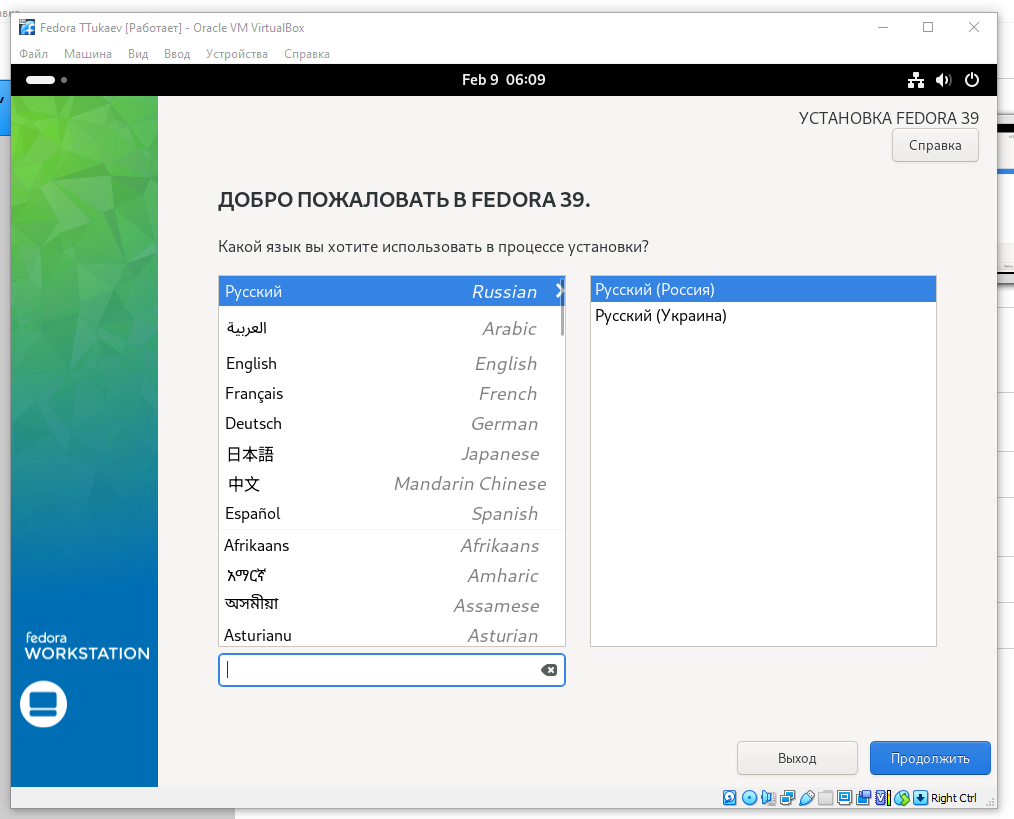 Fedora TTukaev [Работает] - Oracle VM VirtualBox
Файл Машина Вид Ввод Устройства Справка
Feb 9 06:09
УСТАНОВКА FEDORA 39
Справка
ДОБРО ПОЖАЛОВАТЬ В FEDORA 39.
Какой язык вы хотите использовать в процессе установки?
Русский Russian
العربية Arabic
English English
Français French
Deutsch German
日本語 Japanese
中文 Mandarin Chinese
Español Spanish
Afrikaans Afrikaans
አማርኛ Amharic
অসমীয়া Assamese
Asturianu Asturian
Русский (Россия)
Русский (Украина)
fedora
WORKSTATION
Выход
Продолжить
Right Ctrl